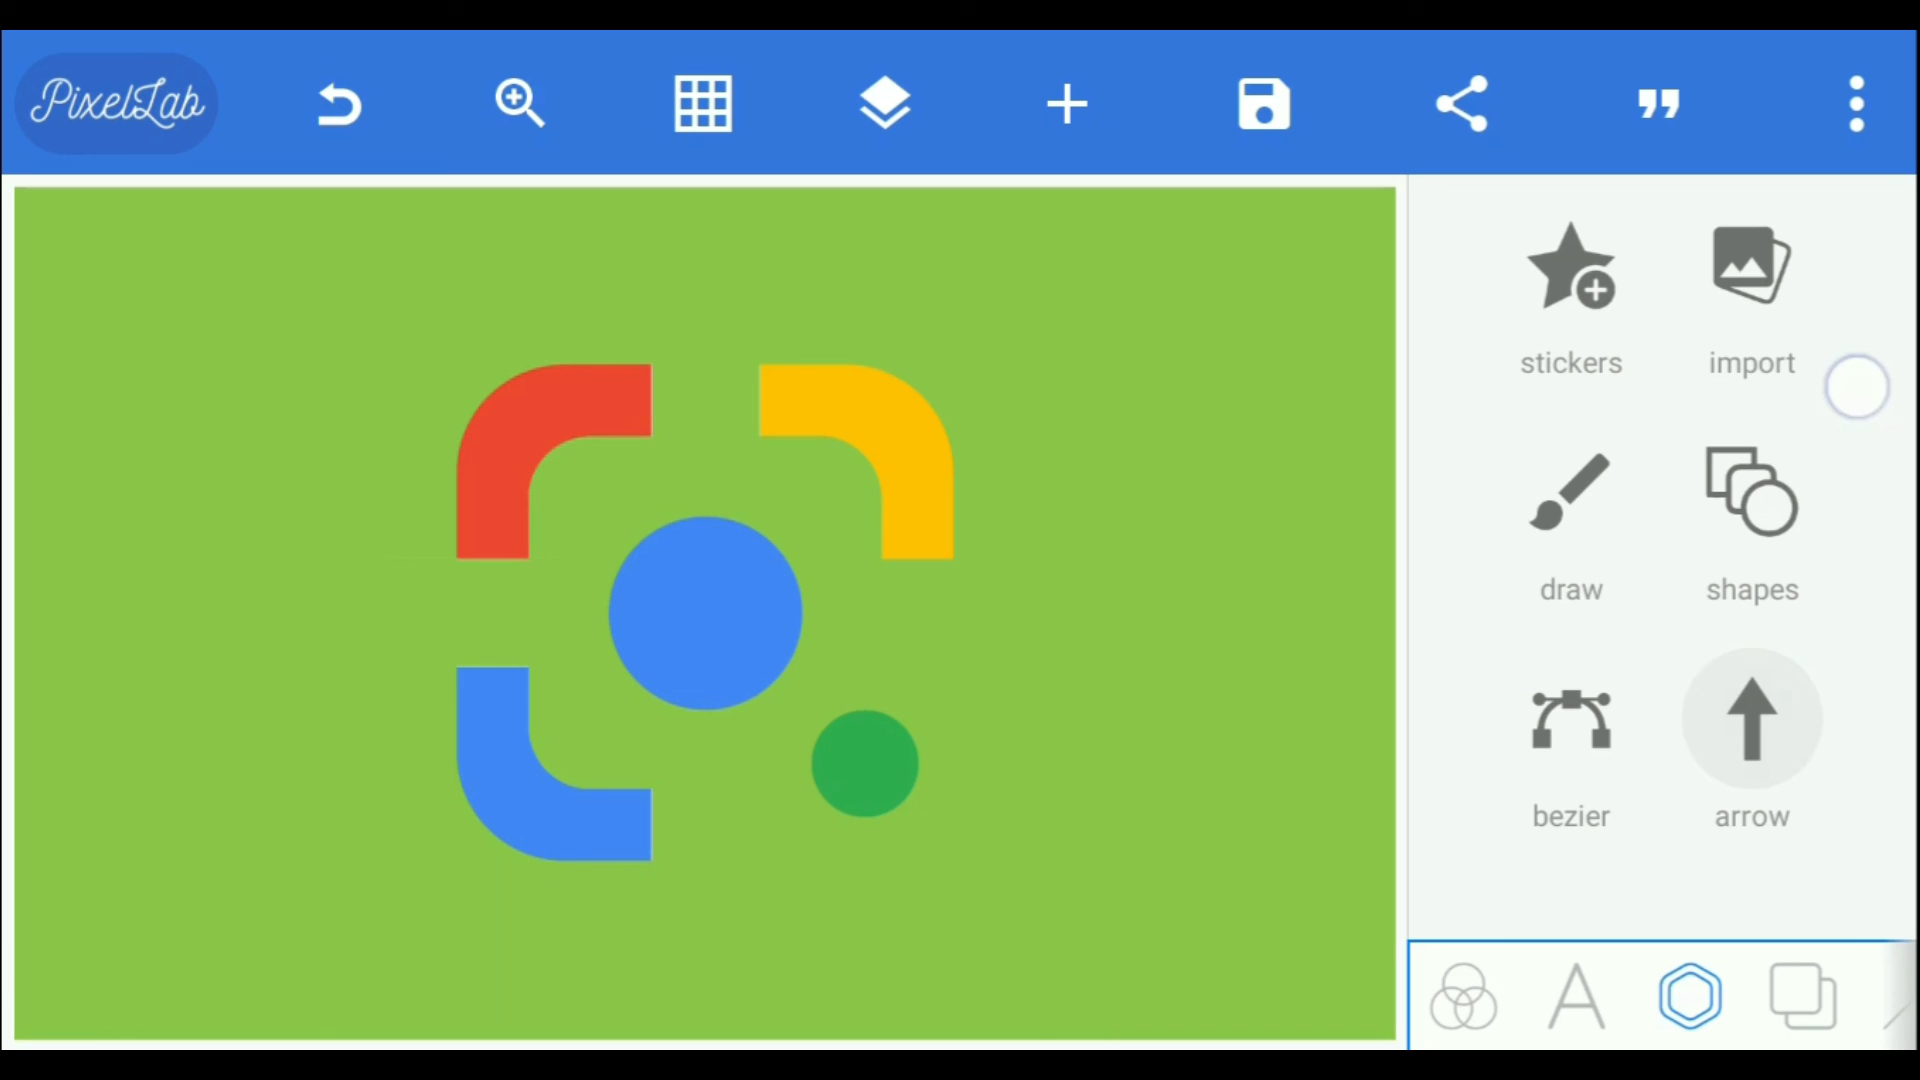 PixelLab
stickers
import
draw
shapes
bezier
arrow